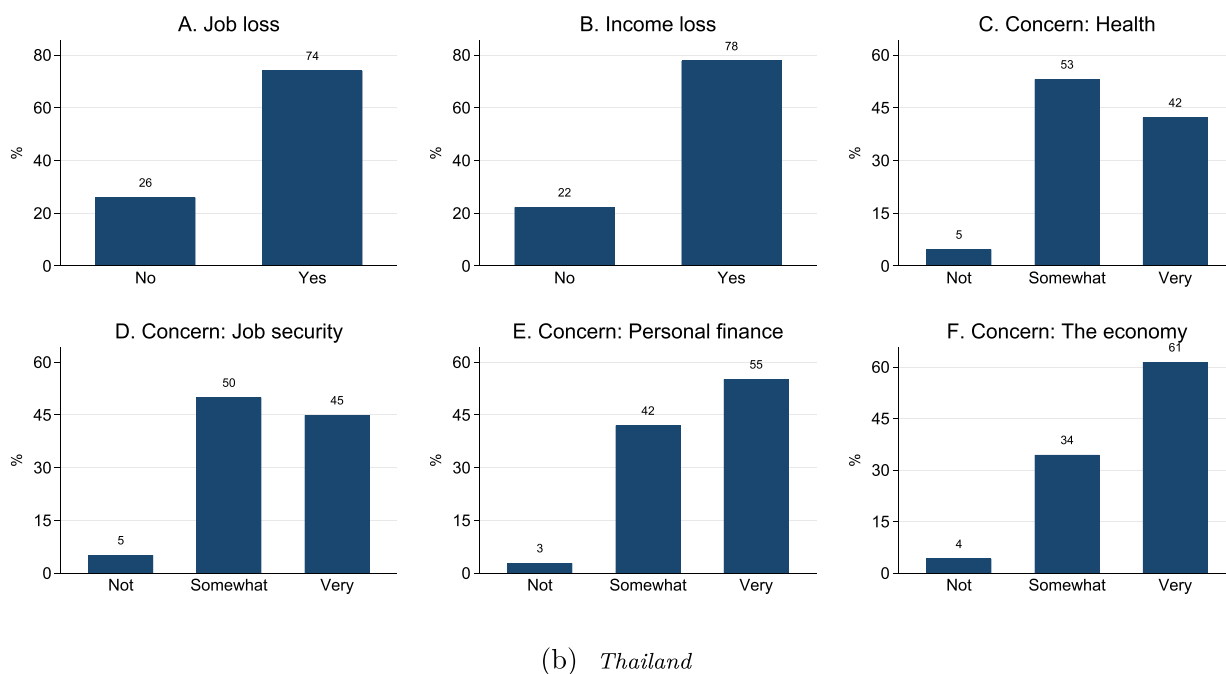 A. Job loss
80
60
40
20
0
%
26
74
No
Yes
B. Income loss
80
60
40
20
0
%
22
78
No
Yes
C. Concern: Health
60
45
30
15
0
%
5
53
42
Not
Somewhat
Very
D. Concern: Job security
60
45
30
15
0
%
5
50
45
Not
Somewhat
Very
E. Concern: Personal finance
60
45
30
15
0
%
3
42
55
Not
Somewhat
Very
F. Concern: The economy
60
45
30
15
0
%
4
34
61
Not
Somewhat
Very
(b) Thailand